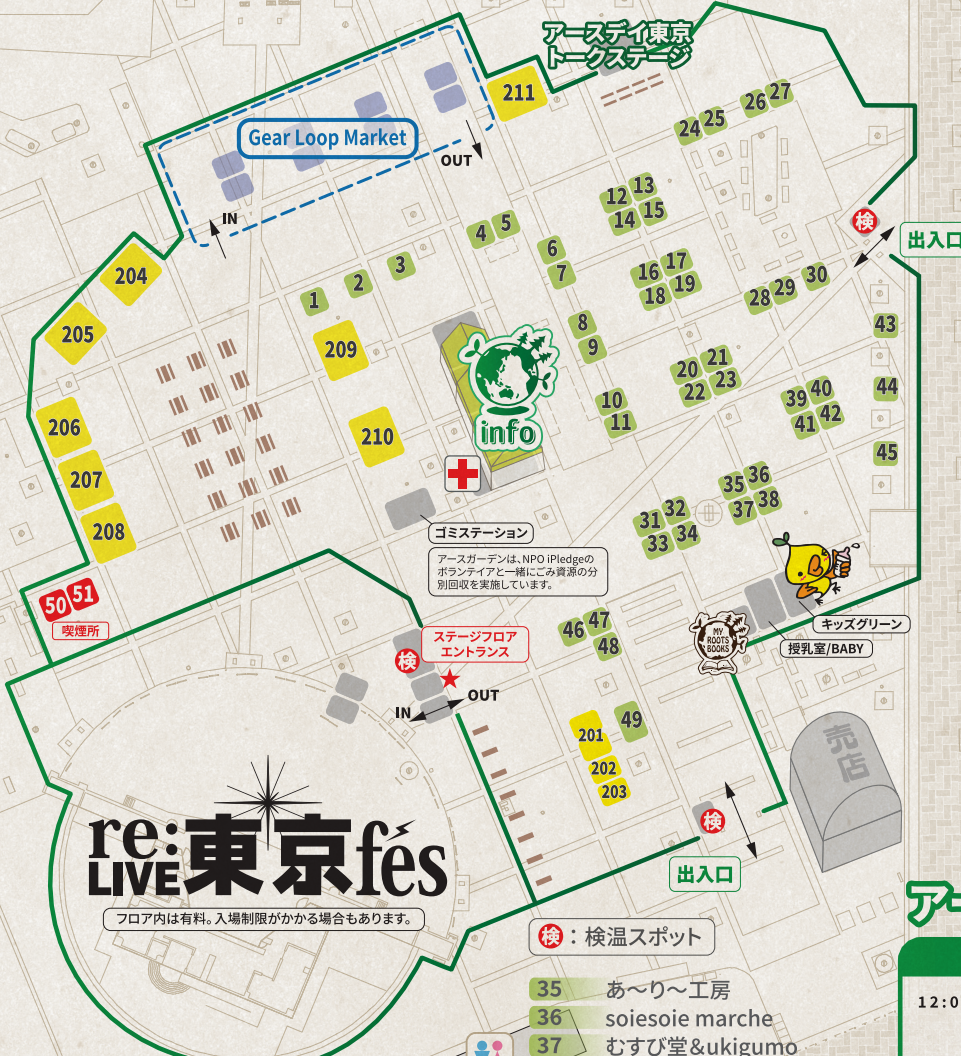 アースデイ東京
トークステージ
211
Gear Loop Market
OUT
IN
24 25 26 27
12 13
14 15
検
出入口
4 5
6
7
204
1 2 3
16 17
18 19
28 29 30
205
209
8
9
43
info
20 21
22 23
44
39 40
41 42
206
210
10
11
45
207
35 36
37 38
208
31 32
33 34
ゴミステーション
アースガーデンは、NPO iPledgeの
ボランテイアと一緒にごみ資源の分
別回収を実施しています。
50 51
喫煙所
キッズグリーン
授乳室/BABY
MY
ROOTS
BOOKS
46 47
48
ステージフロア
エントランス
検
★
IN
OUT
49
201
202
203
売店
検
出入口
re:
LIVE
東京fes
フロア内は有料。入場制限がかかる場合もあります。
検:検温スポット
35 あ〜り〜工房
36 soiesoie marche
37 むすび堂&ukigumo
ア
12:0